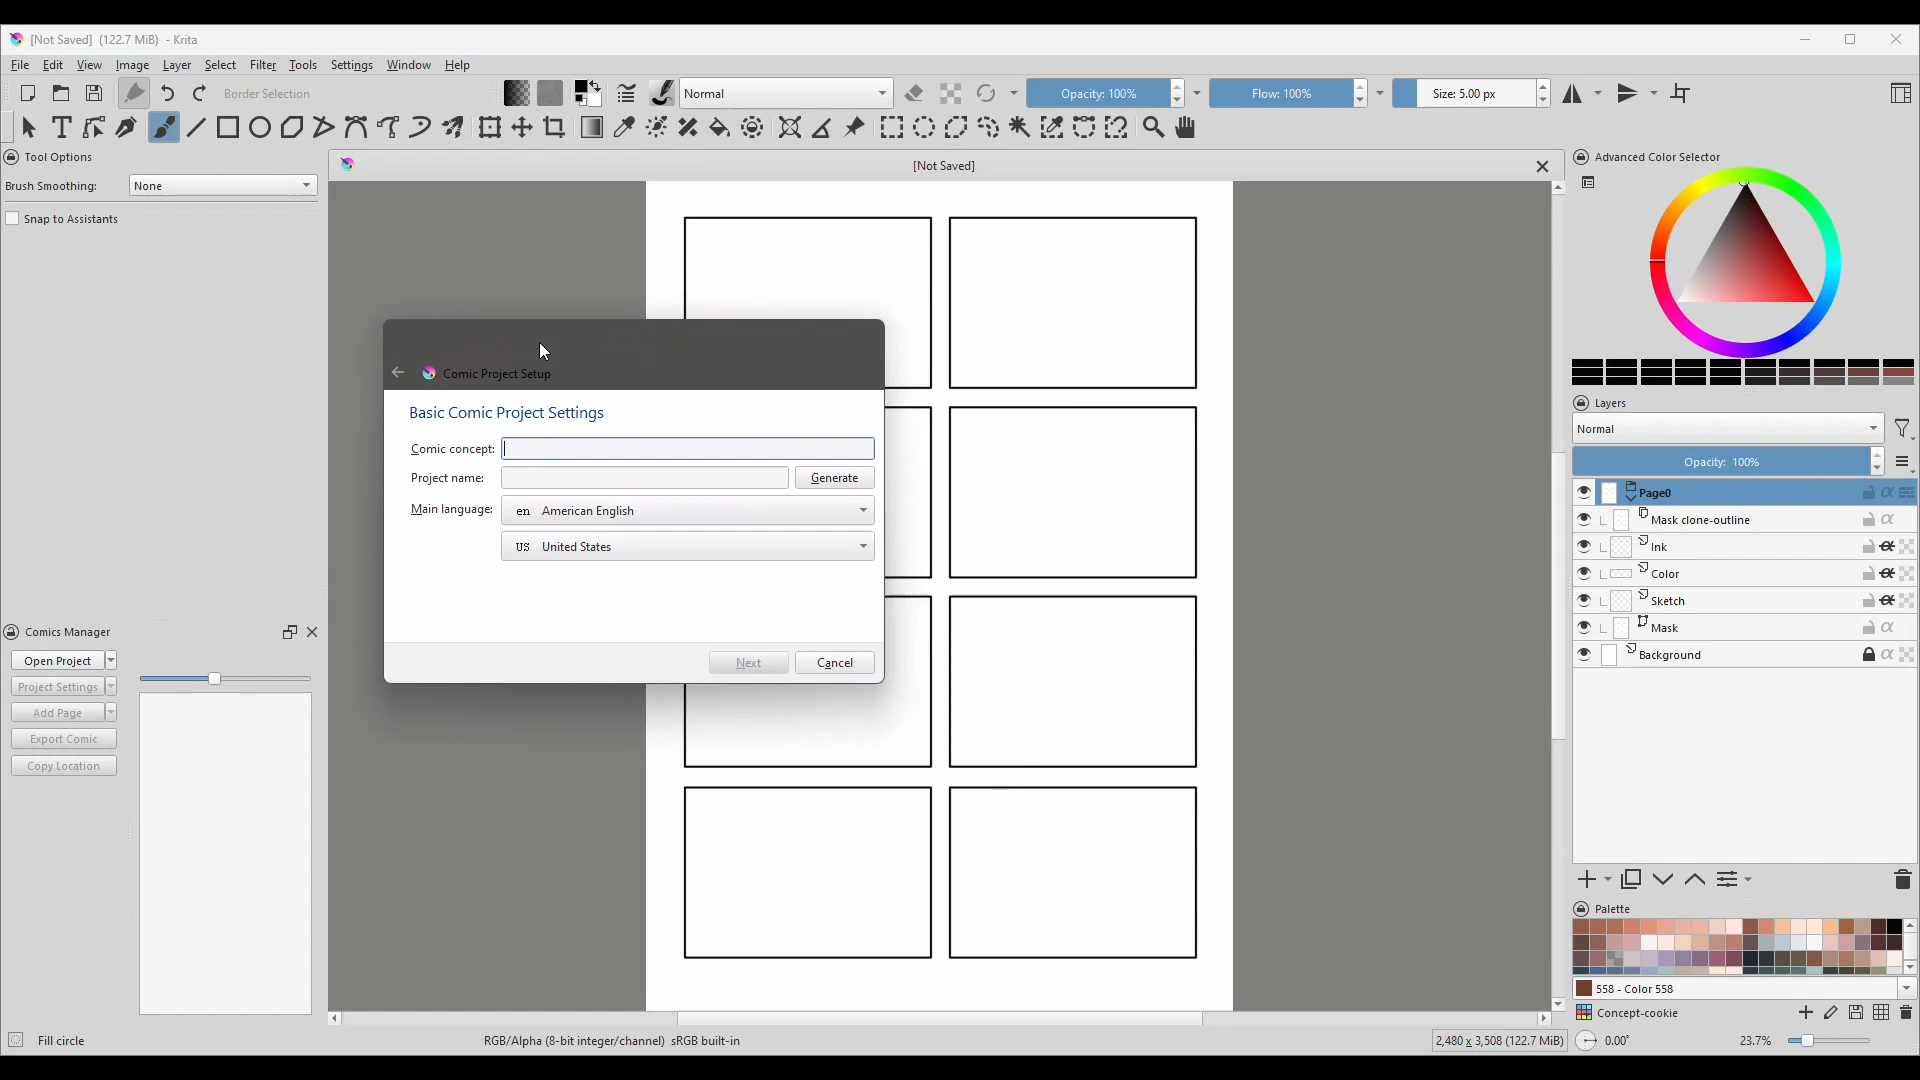 [Not Saved] (122.7 MiB) - Krita
File Edit View Image Layer Select Filter Tools Settings Window Help
Border Selection
Normal
Opacity: 100%
Flow: 100%
Size: 5.00 px
Tool Options
Brush Smoothing: None
Snap to Assistants
[Not Saved]
Advanced Color Selector
Comic Project Setup
Basic Comic Project Settings
Comic concept:
Project name:
Generate
Main language:
en American English
US United States
Next
Cancel
Comics Manager
Open Project
Project Settings
Add Page
Export Comic
Copy Location
Layers
Normal
Opacity: 100%
Page0
Mask clone-outline
Ink
Color
Sketch
Mask
Background
Palette
558 - Color 558
Concept-cookie
Fill circle
RGB/Alpha (8-bit integer/channel) sRGB built-in
2,480 x 3,508 (122.7 MiB)
0.00°
23.7%